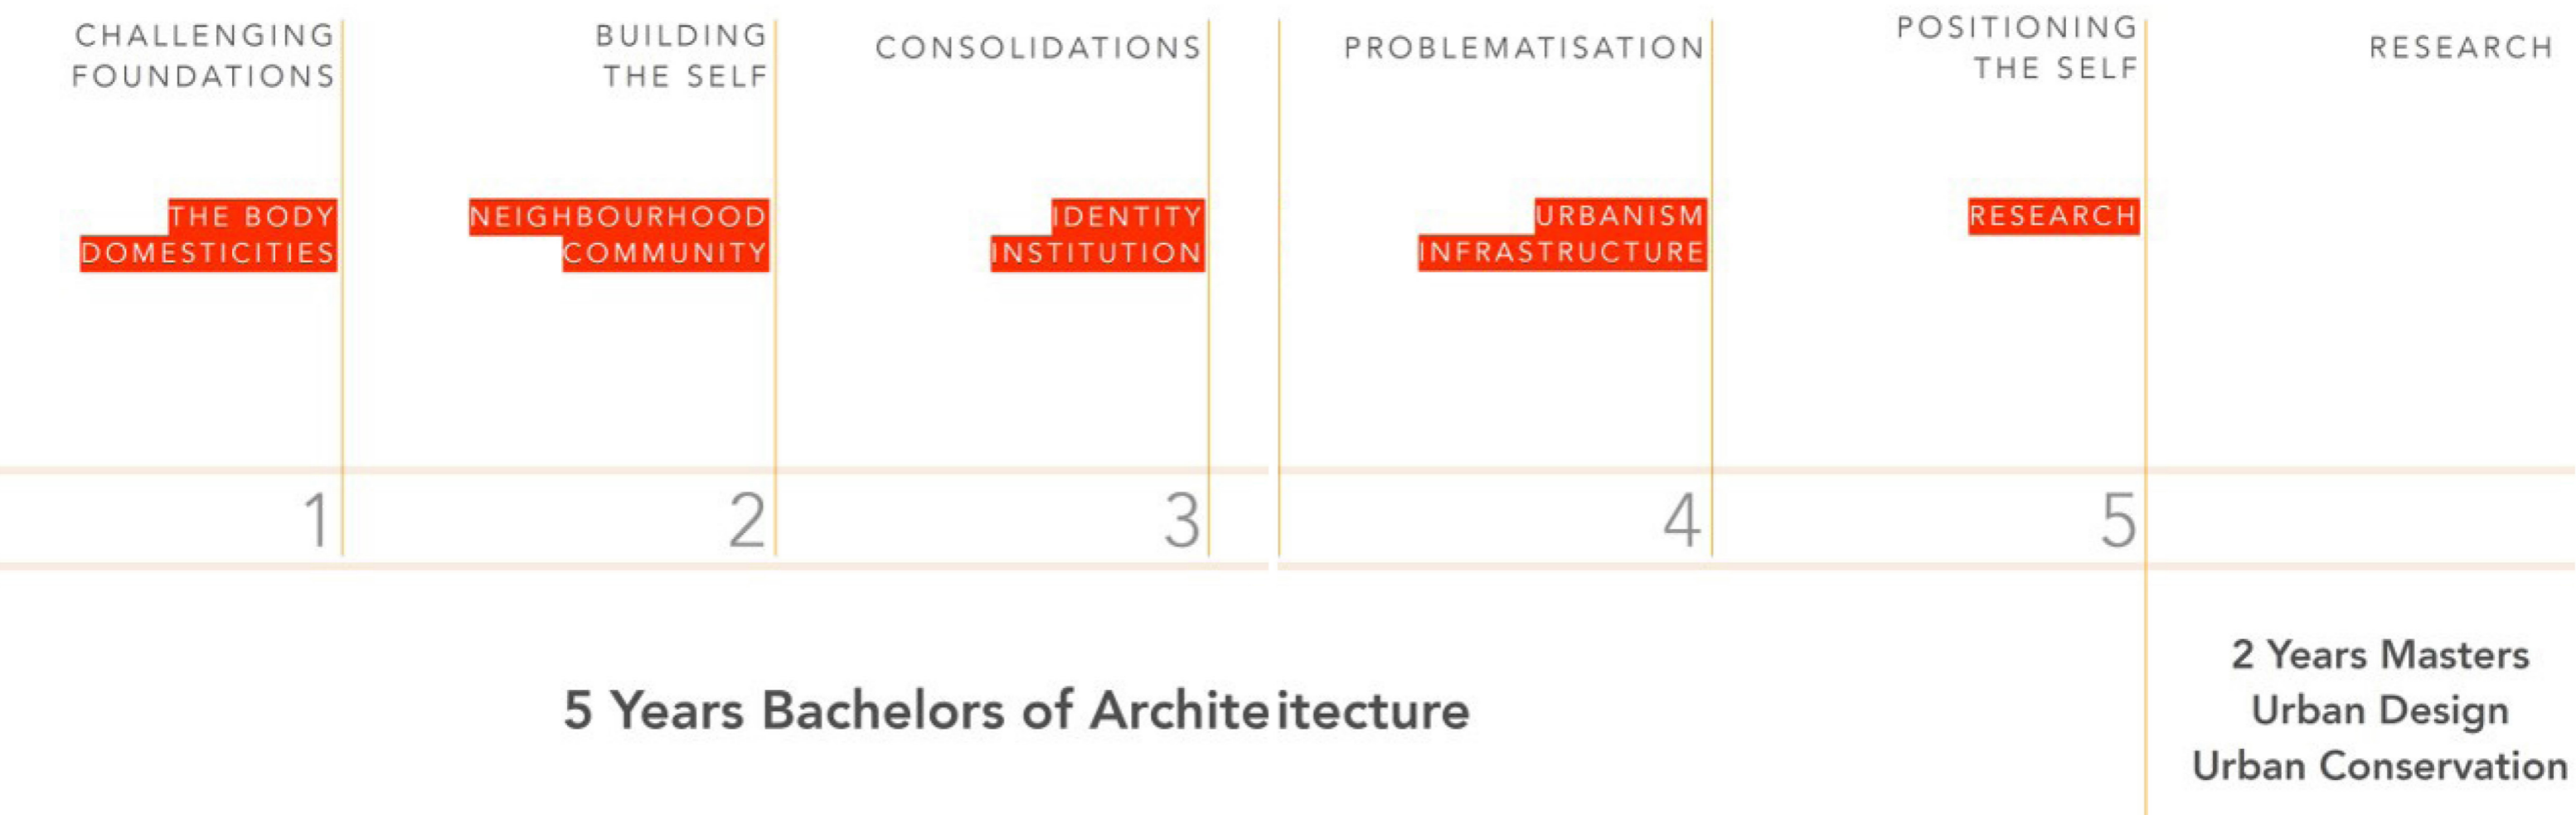 CHALLENGING
FOUNDATIONS
BUILDING
THE SELF
CONSOLIDATIONS
PROBLEMATISATION
POSITIONING
THE SELF
RESEARCH
THE BODY
DOMESTICITIES
NEIGHBOURHOOD
COMMUNITY
IDENTITY
INSTITUTION
URBANISM
INFRASTRUCTURE
RESEARCH
1
2
3
4
5
5 Years Bachelors of Architeitecture
2 Years Masters
Urban Design
Urban Conservation